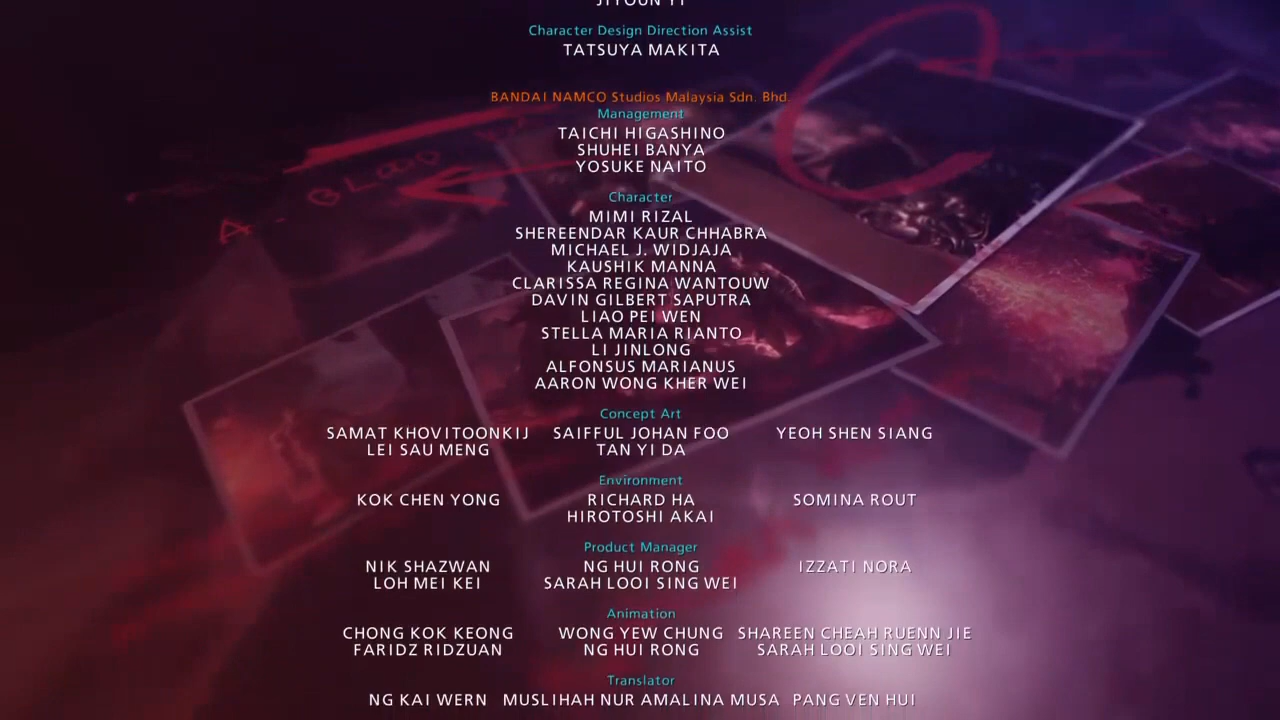 JIYOUN YI
Character Design Direction Assist
TATSUYA MAKITA
BANDAI NAMCO Studios Malaysia Sdn. Bhd.
Management
TAICHI HIGASHINO
SHUHEI BANYA
YOSUKE NAITO
Character
MIMI RIZAL
SHEREENDAR KAUR CHHABRA
MICHAEL J. WIDJAJA
KAUSHIK MANNA
CLARISSA REGINA WANTOUW
DAVIN GILBERT SAPUTRA
LIAO PEI WEN
STELLA MARIA RIANTO
LI JINLONG
ALFONSUS MARIANUS
AARON WONG KHER WEI
Concept Art
SAMAT KHOVITOONKIJ SAIFFUL JOHAN FOO YEOH SHEN SIANG
LEI SAU MENG TAN YI DA
Environment
KOK CHEN YONG RICHARD HA SOMINA ROUT
HIROTOSHI AKAI
Product Manager
NIK SHAZWAN NG HUI RONG IZZATI NORA
LOH MEI KEI SARAH LOOI SING WEI
Animation
CHONG KOK KEONG WONG YEW CHUNG SHAREEN CHEAH RUENN JIE
FARIDZ RIDZUAN NG HUI RONG SARAH LOOI SING WEI
Translator
NG KAI WERN MUSLIHAH NUR AMALINA MUSA PANG VEN HUI
A - BLOOD